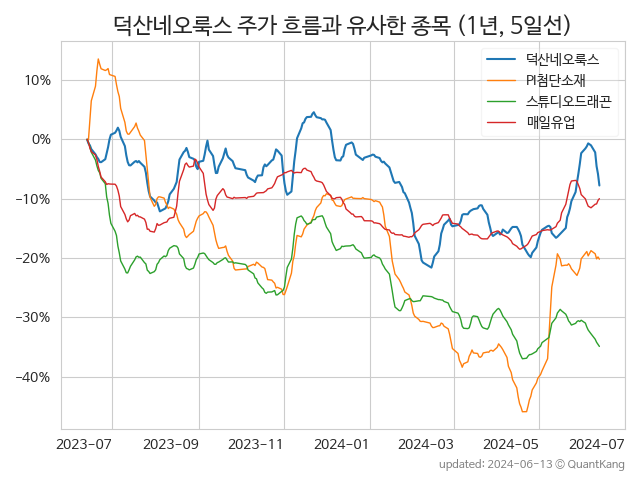 덕산네오룩스 주가 흐름과 유사한 종목 (1년, 5일선)
덕산네오룩스
PI첨단소재
스튜디오드래곤
매일유업
10%
0%
−10%
−20%
−30%
−40%
2023-07 2023-09 2023-11 2024-01 2024-03 2024-05 2024-07
updated: 2024-06-13 © QuantKang